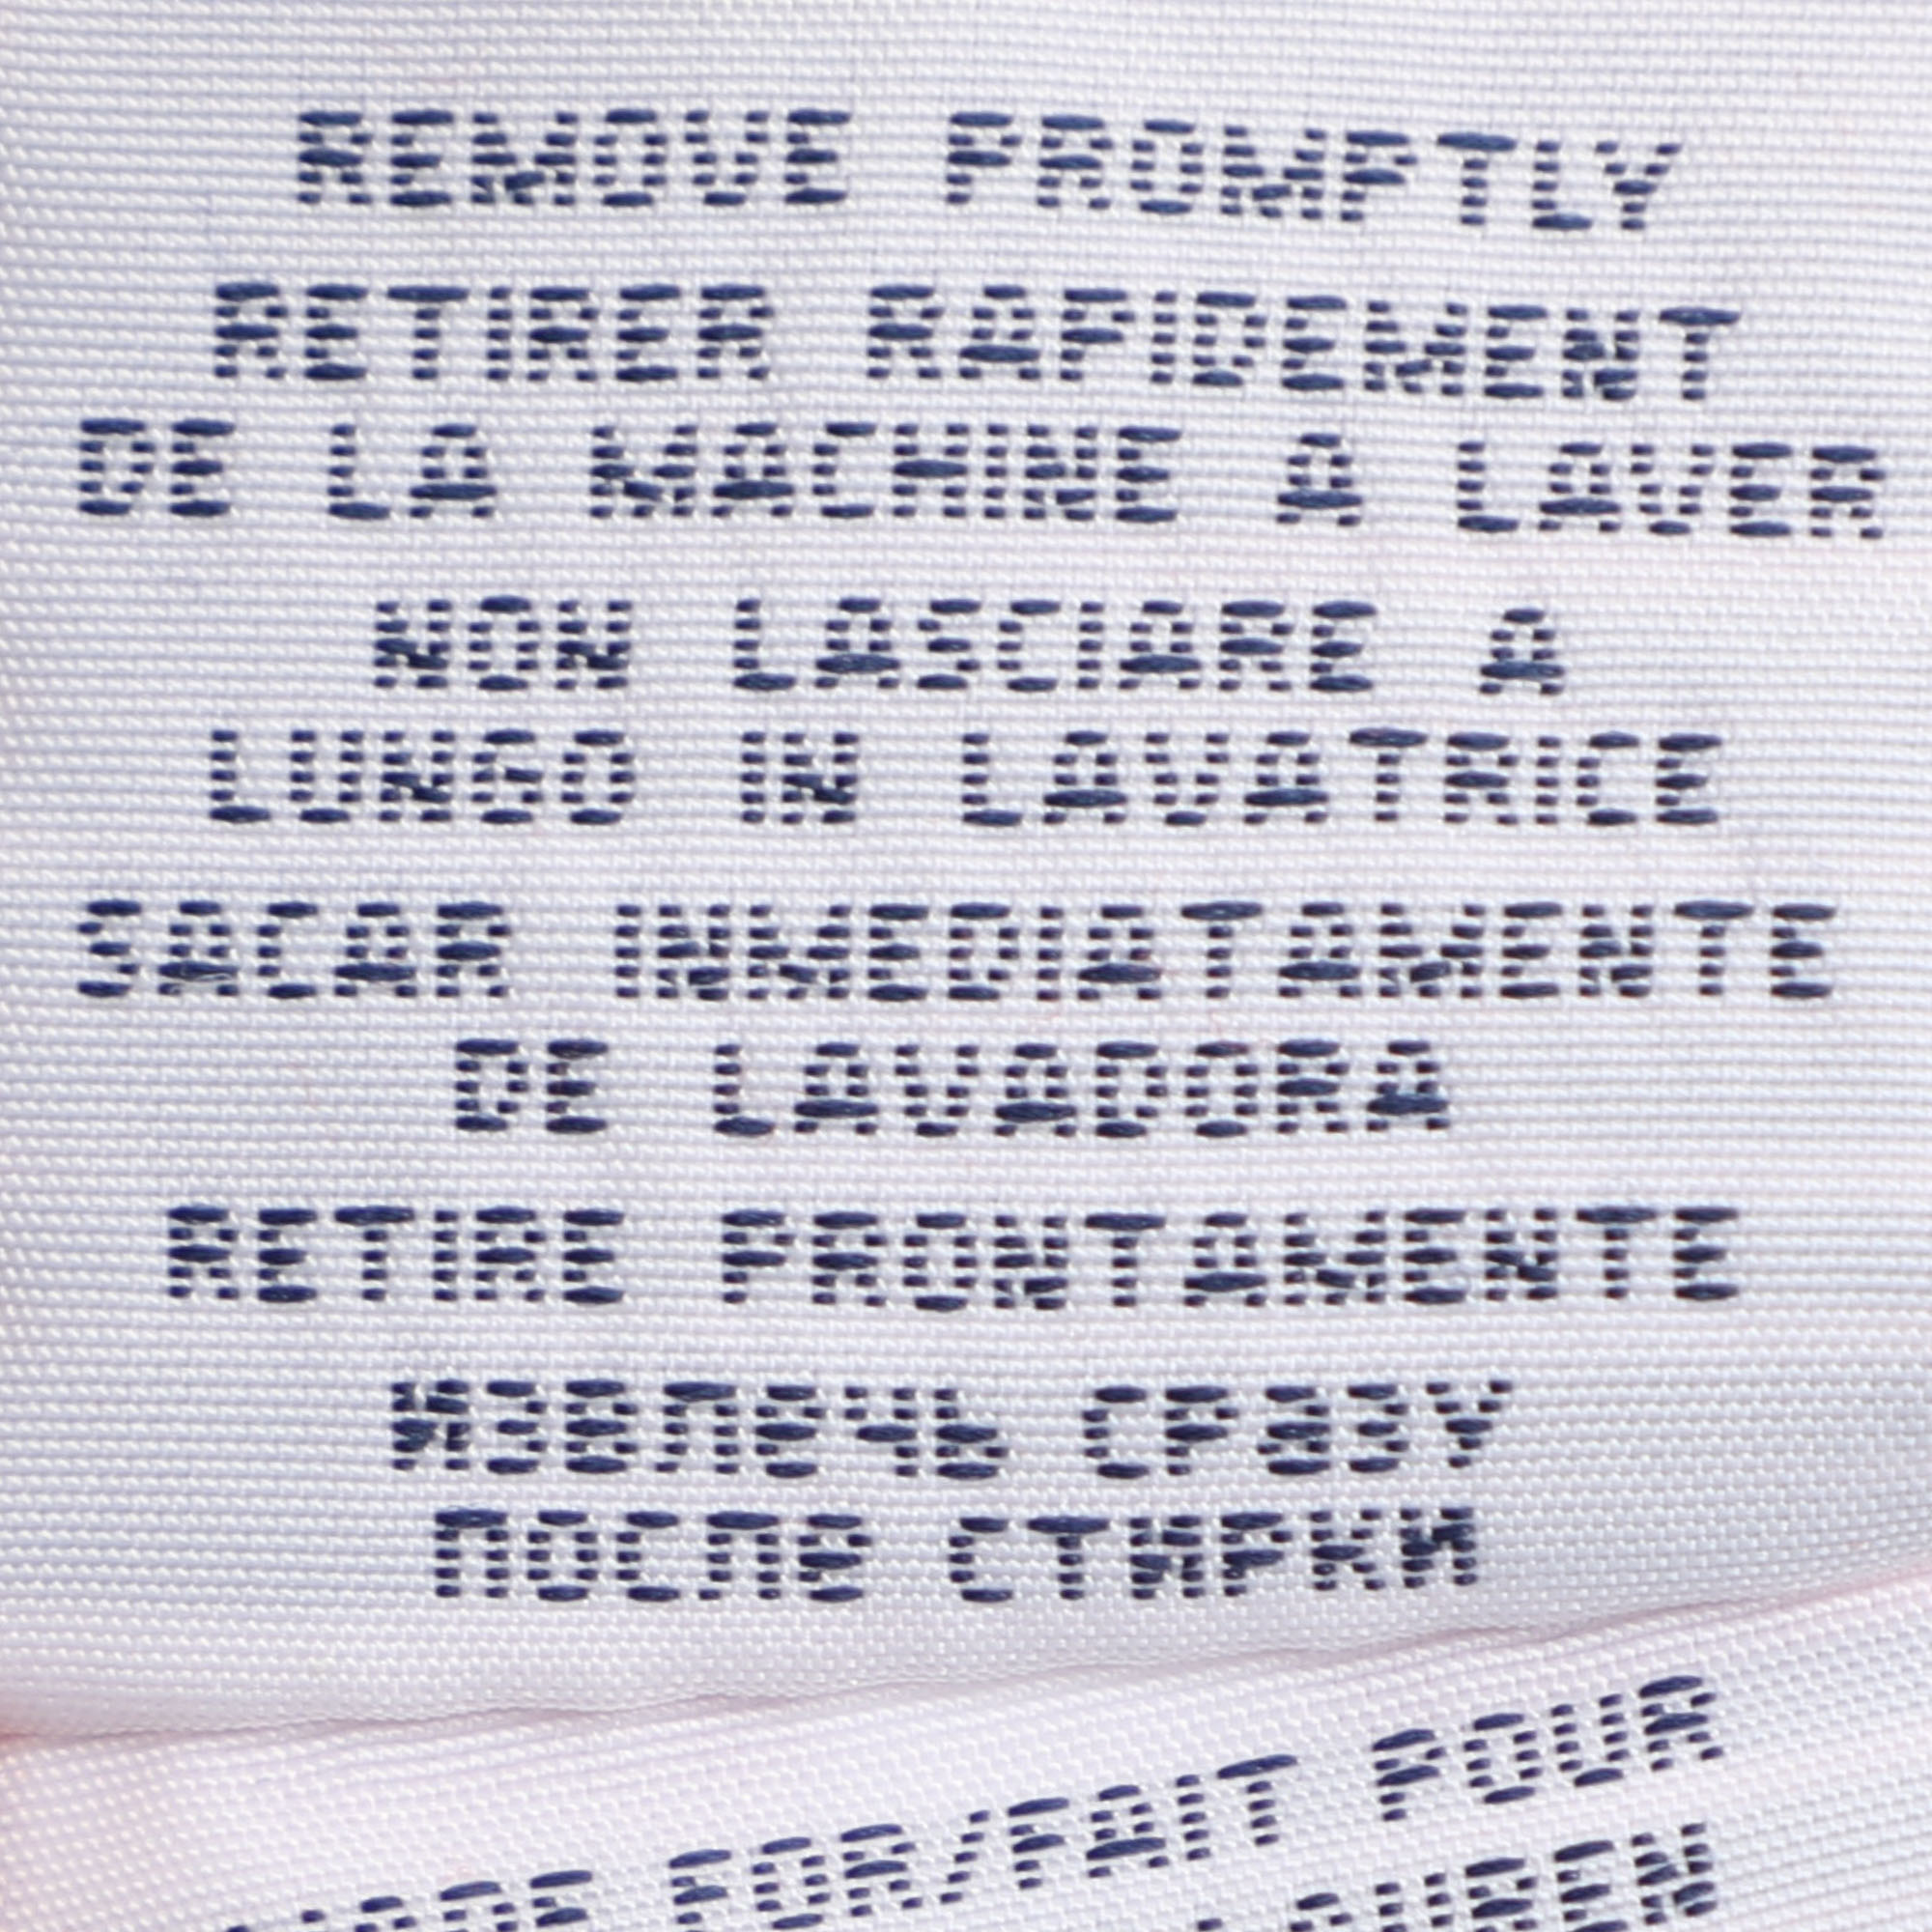 REMOVE PROMPTLY
RETIRER RAPIDEMENT
DE LA MACHINE A LAVER
NON LASCIARE A
LUNGO IN LAVATRICE
SACAR INMEDIATAMENTE
DE LAVADORA
RETIRE PRONTAMENTE
ИЗВЛЕЧЬ СРАЗУ
ПОСЛЕ СТИРКИ
FOR/FAIT POUR